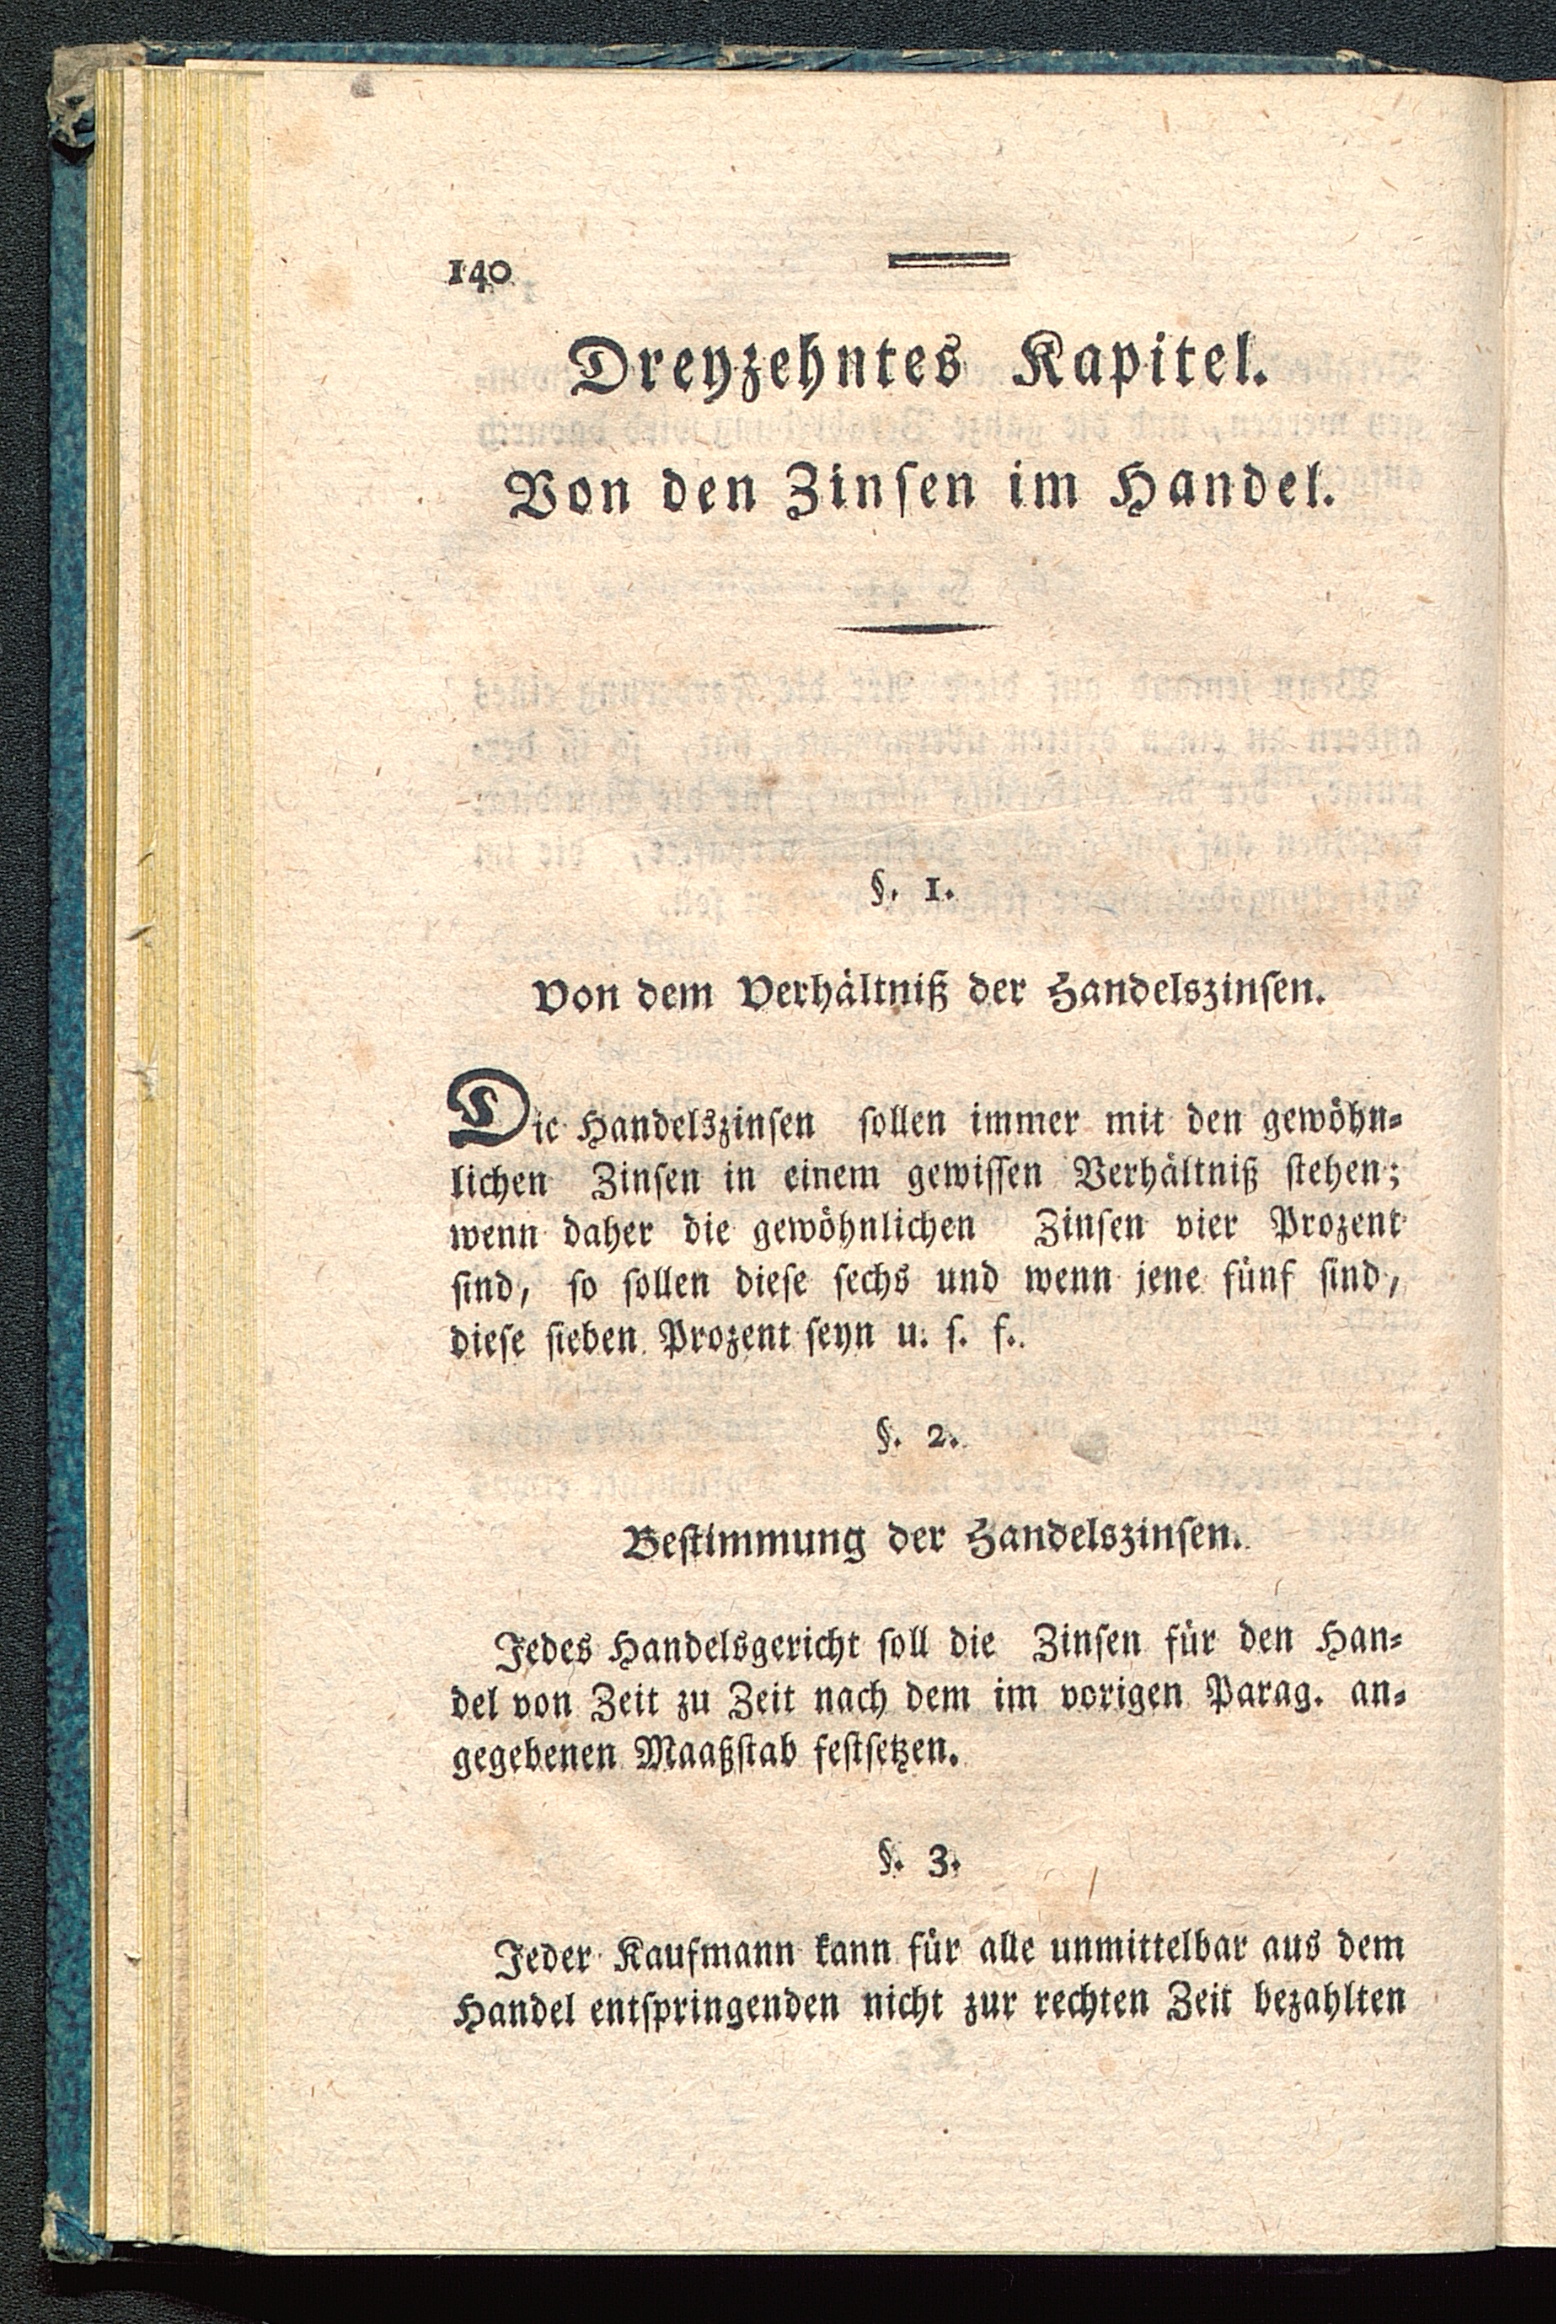 140
Dreyzehntes Kapitel.
Von den Zinſen im Handel.
§. 1.
Von dem Verhältniß der Handelszinſen.
Die Handelszinſen ſollen immer mit den gewöhn⸗
lichen Zinſen in einem gewiſſen Verhältniß ſtehen;
wenn daher die gewöhnlichen Zinſen vier Prozent
ſind, ſo ſollen dieſe ſechs und wenn jene fünf ſind,
dieſe ſieben Prozent ſeyn u. ſ. f.
§. 2.
Beſtimmung der Handelszinſen.
Jedes Handelsgericht ſoll die Zinſen für den Han⸗
del von Zeit zu Zeit nach dem im vorigen Parag. an⸗
gegebenen Maaßſtab feſtſetzen.
§. 3.
Jeder Kaufmann kann für alle unmittelbar aus dem
Handel entſpringenden nicht zur rechten Zeit bezahlten